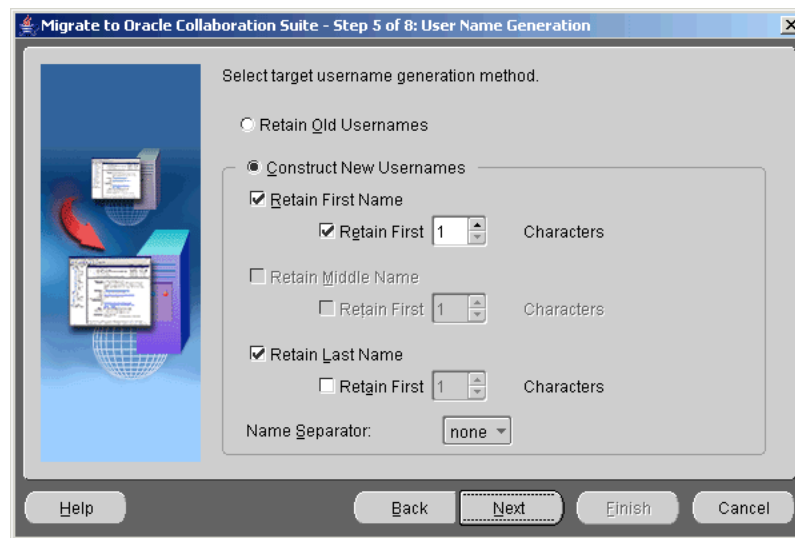 Migrate to Oracle Collaboration Suite - Step 5 of 8: User Name Generation
Select target username generation method.
Retain Old Usernames
Construct New Usernames
Retain First Name
Retain First 1 Characters
Retain Middle Name
Retain First 1 Characters
Retain Last Name
Retain First 1 Characters
Name Separator: none
Help Back Next Finish Cancel